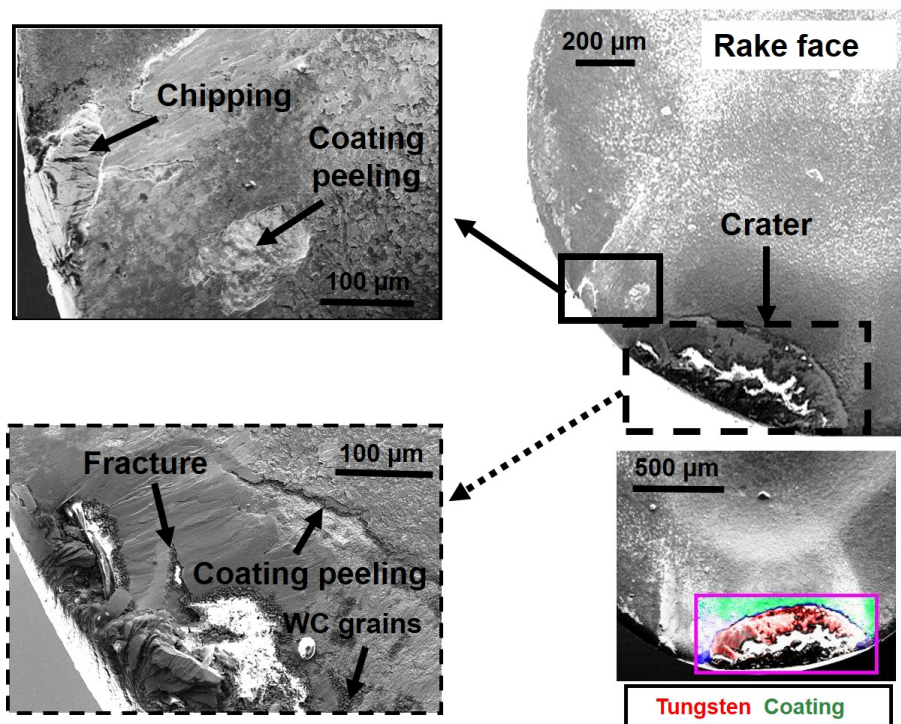 Chipping
Coating
peeling
100 µm
200 µm
Rake face
Crater
Fracture
100 µm
Coating peeling
WC grains
500 µm
Tungsten Coating